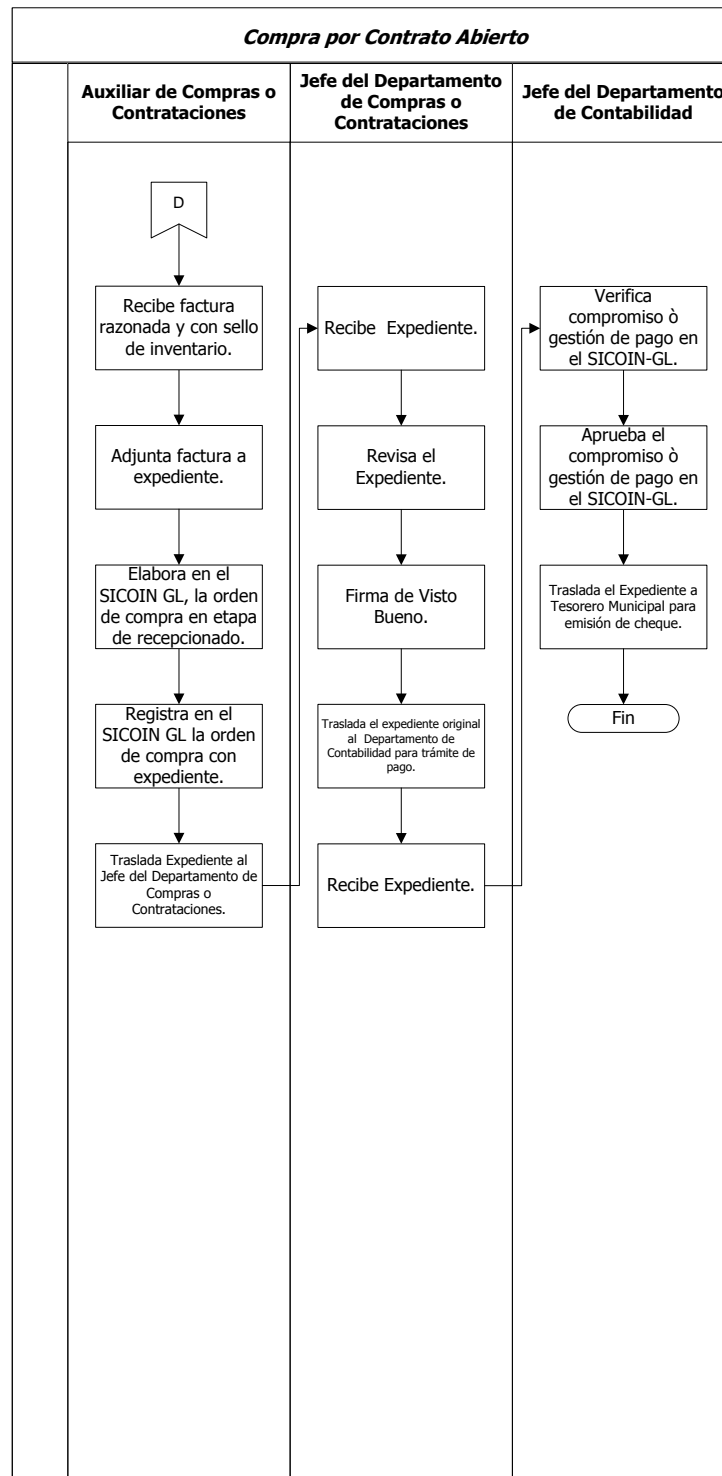 Compra por Contrato Abierto
Auxiliar de Compras o
Contrataciones
Jefe del Departamento
de Compras o
Contrataciones
Jefe del Departamento
de Contabilidad
D
Recibe factura
razonada y con sello
de inventario.
Adjunta factura a
expediente.
Elabora en el
SICOIN GL, la orden
de compra en etapa
de recepcionado.
Registra en el
SICOIN GL la orden
de compra con
expediente.
Traslada Expediente al
Jefe del Departamento de
Compras o
Contrataciones.
Recibe Expediente.
Revisa el
Expediente.
Firma de Visto
Bueno.
Traslada el expediente original
al Departamento de
Contabilidad para trámite de
pago.
Recibe Expediente.
Verifica
compromiso ò
gestión de pago en
el SICOIN-GL.
Aprueba el
compromiso ò
gestión de pago en
el SICOIN-GL.
Traslada el Expediente a
Tesorero Municipal para
emisión de cheque.
Fin